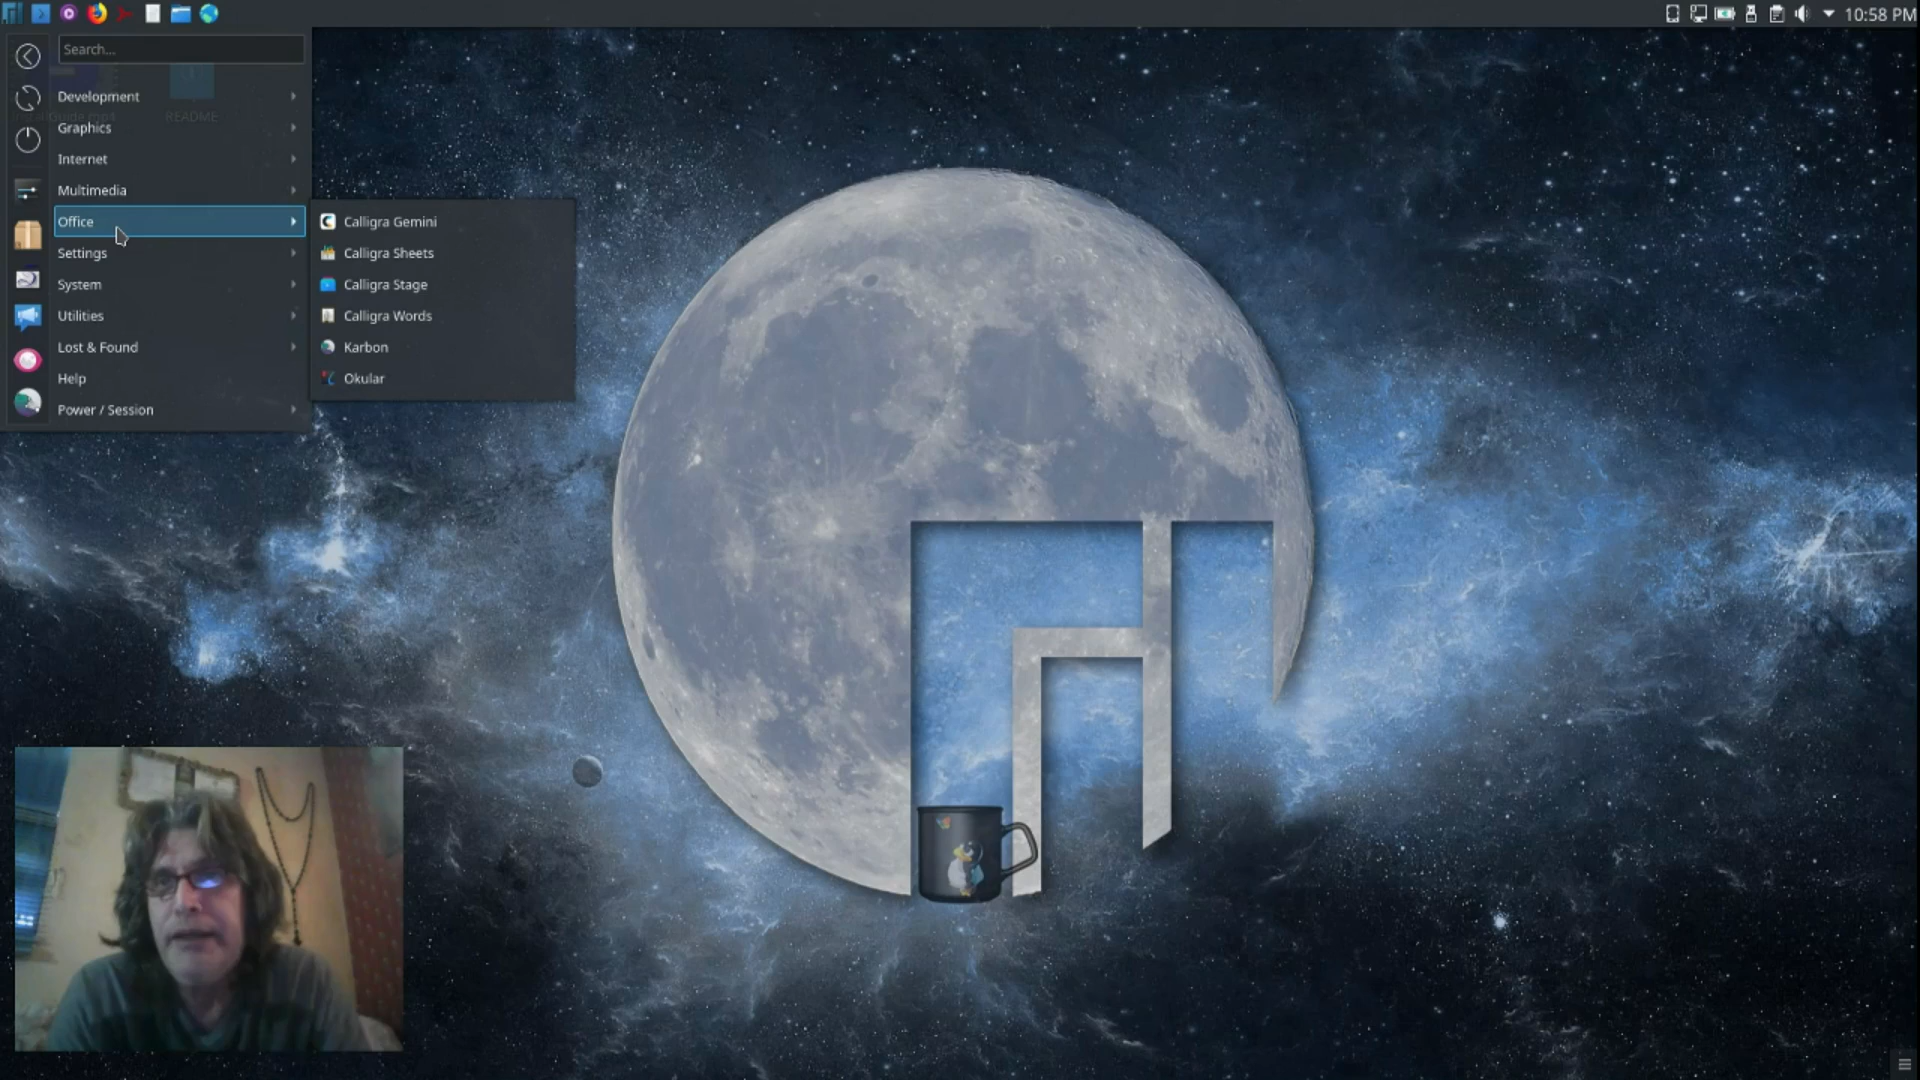 10:58 PM
Search...
Development
README
Graphics
Internet
Multimedia
Office
Settings
System
Utilities
Lost & Found
Help
Power / Session
Calligra Gemini
Calligra Sheets
Calligra Stage
Calligra Words
Karbon
Okular